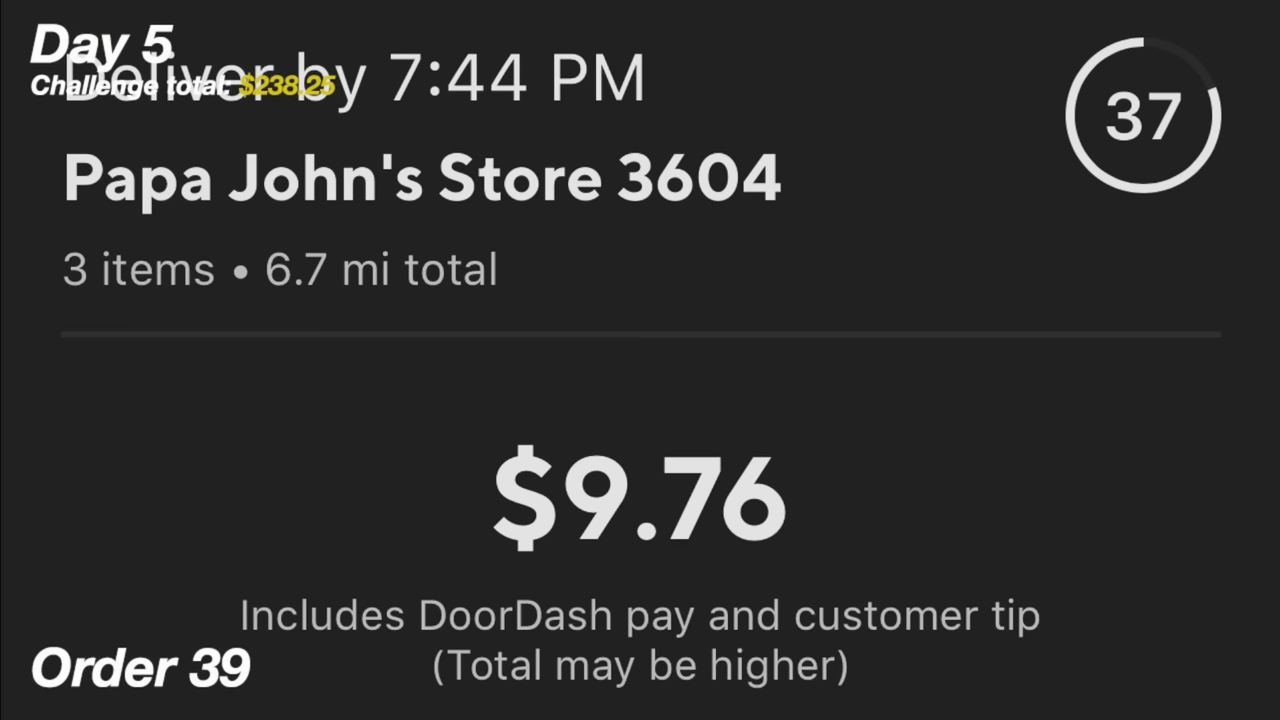 Day 5
Challenge total: $238.25
Deliver by 7:44 PM
37
Papa John's Store 3604
3 items • 6.7 mi total
$9.76
Includes DoorDash pay and customer tip
(Total may be higher)
Order 39